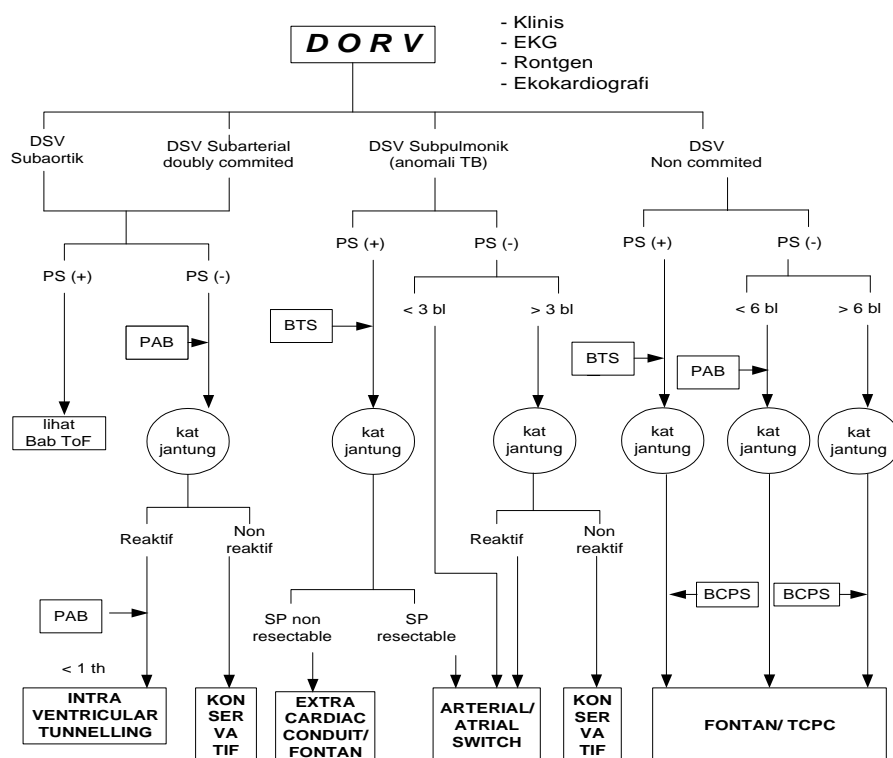 D O R V
- Klinis
- EKG
- Rontgen
- Ekokardiografi
DSV
Subaortik
DSV Subarterial
doubly commited
DSV Subpulmonik
(anomali TB)
DSV
Non commited
PS (+)
PS (-)
PS (+)
PS (-)
PS (+)
PS (-)
< 3 bl
> 3 bl
< 6 bl
> 6 bl
PAB
BTS
BTS
PAB
lihat
Bab ToF
kat
jantung
kat
jantung
kat
jantung
kat
jantung
kat
jantung
kat
jantung
Reaktif
Non
reaktif
Reaktif
Non
reaktif
PAB
SP non
resectable
SP
resectable
BCPS
BCPS
< 1 th
INTRA
VENTRICULAR
TUNNELLING
KON
SER
VA
TIF
EXTRA
CARDIAC
CONDUIT/
FONTAN
ARTERIAL/
ATRIAL
SWITCH
KON
SER
VA
TIF
FONTAN/ TCPC